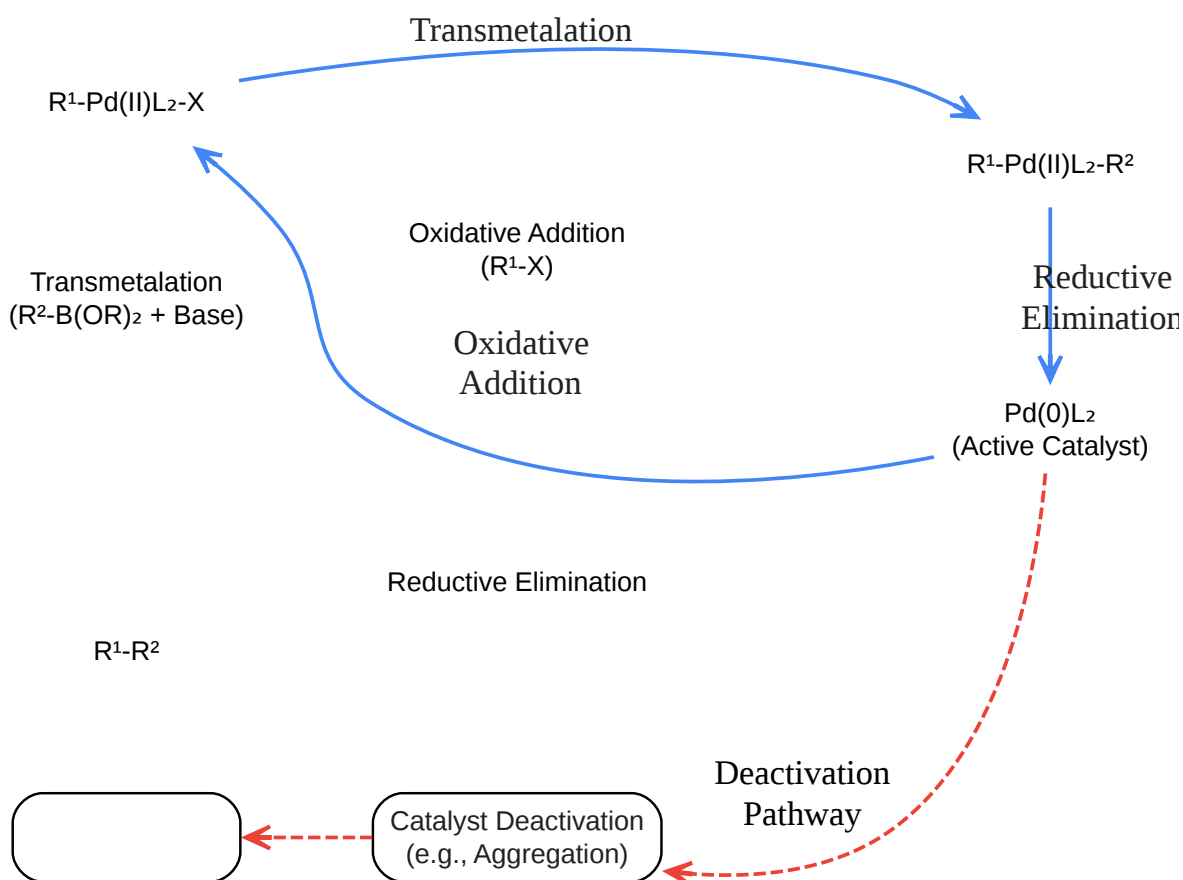 Transmetalation
R¹-Pd(II)L₂-X
R¹-Pd(II)L₂-R²
Oxidative Addition
(R¹-X)
Transmetalation
(R²-B(OR)₂ + Base)
Reductive
Elimination
Oxidative
Addition
Pd(0)L₂
(Active Catalyst)
Reductive Elimination
R¹-R²
Deactivation
Pathway
Catalyst Deactivation
(e.g., Aggregation)